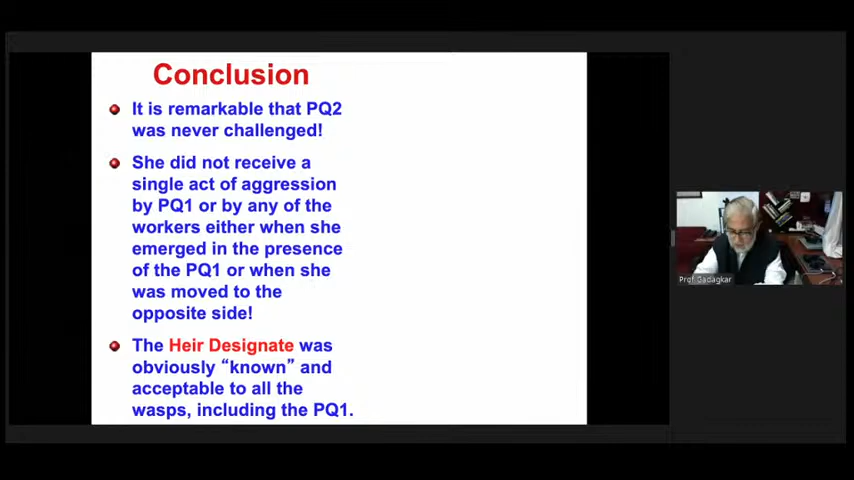 Conclusion
It is remarkable that PQ2
was never challenged!
She did not receive a
single act of aggression
by PQ1 or by any of the
workers either when she
emerged in the presence
of the PQ1 or when she
was moved to the
opposite side!
The Heir Designate was
obviously “known” and
acceptable to all the
wasps, including the PQ1.
Prof Gadagkar